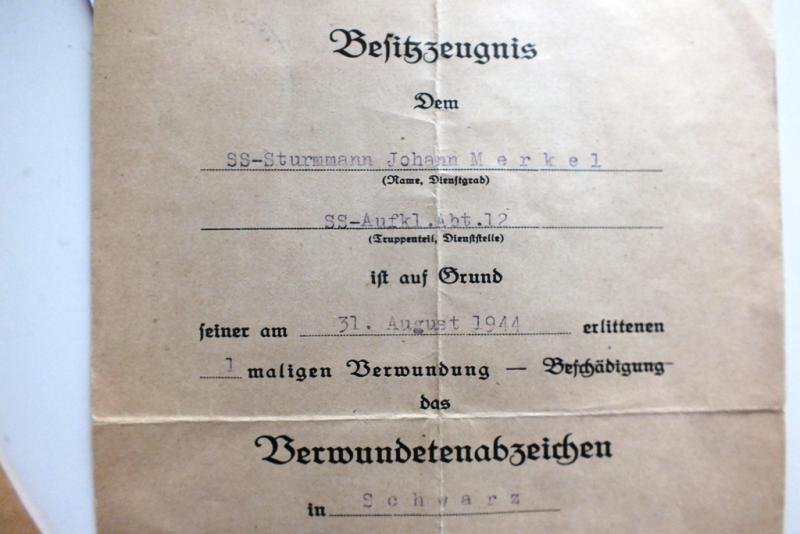 Besitzzeugnis
Dem
SS-Sturmmann Johann M e r k e l
(Name, Dienstgrad)
SS-Aufkl.Abt.12
(Truppenteil, Dienststelle)
ist auf Grund
seiner am 31. August 1944 erlittenen
1 maligen Verwundung — Beschädigung
das
Verwundetenabzeichen
in S c h w a r z